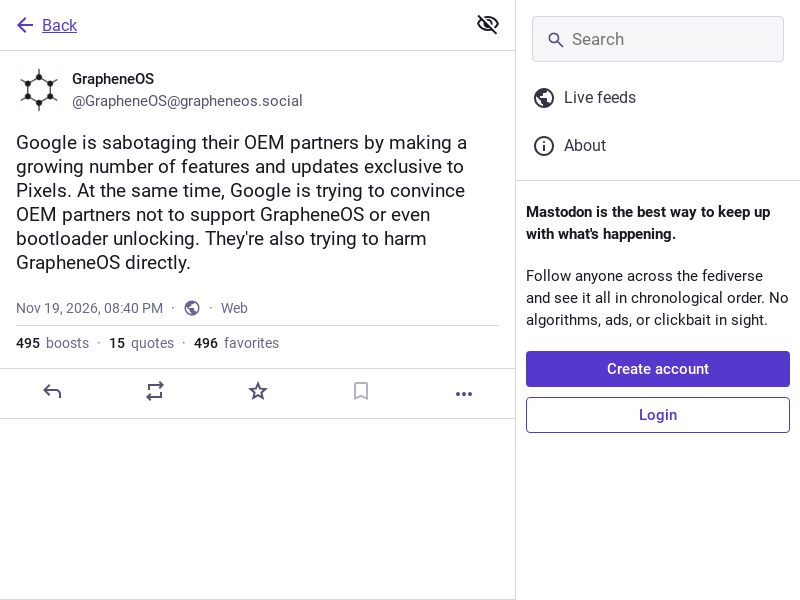 Back
GrapheneOS
@GrapheneOS@grapheneos.social
Google is sabotaging their OEM partners by making a
growing number of features and updates exclusive to
Pixels. At the same time, Google is trying to convince
OEM partners not to support GrapheneOS or even
bootloader unlocking. They're also trying to harm
GrapheneOS directly.
Nov 19, 2026, 08:40 PM · Web
495 boosts · 15 quotes · 496 favorites
Search
Live feeds
About
Mastodon is the best way to keep up
with what's happening.
Follow anyone across the fediverse
and see it all in chronological order. No
algorithms, ads, or clickbait in sight.
Create account
Login